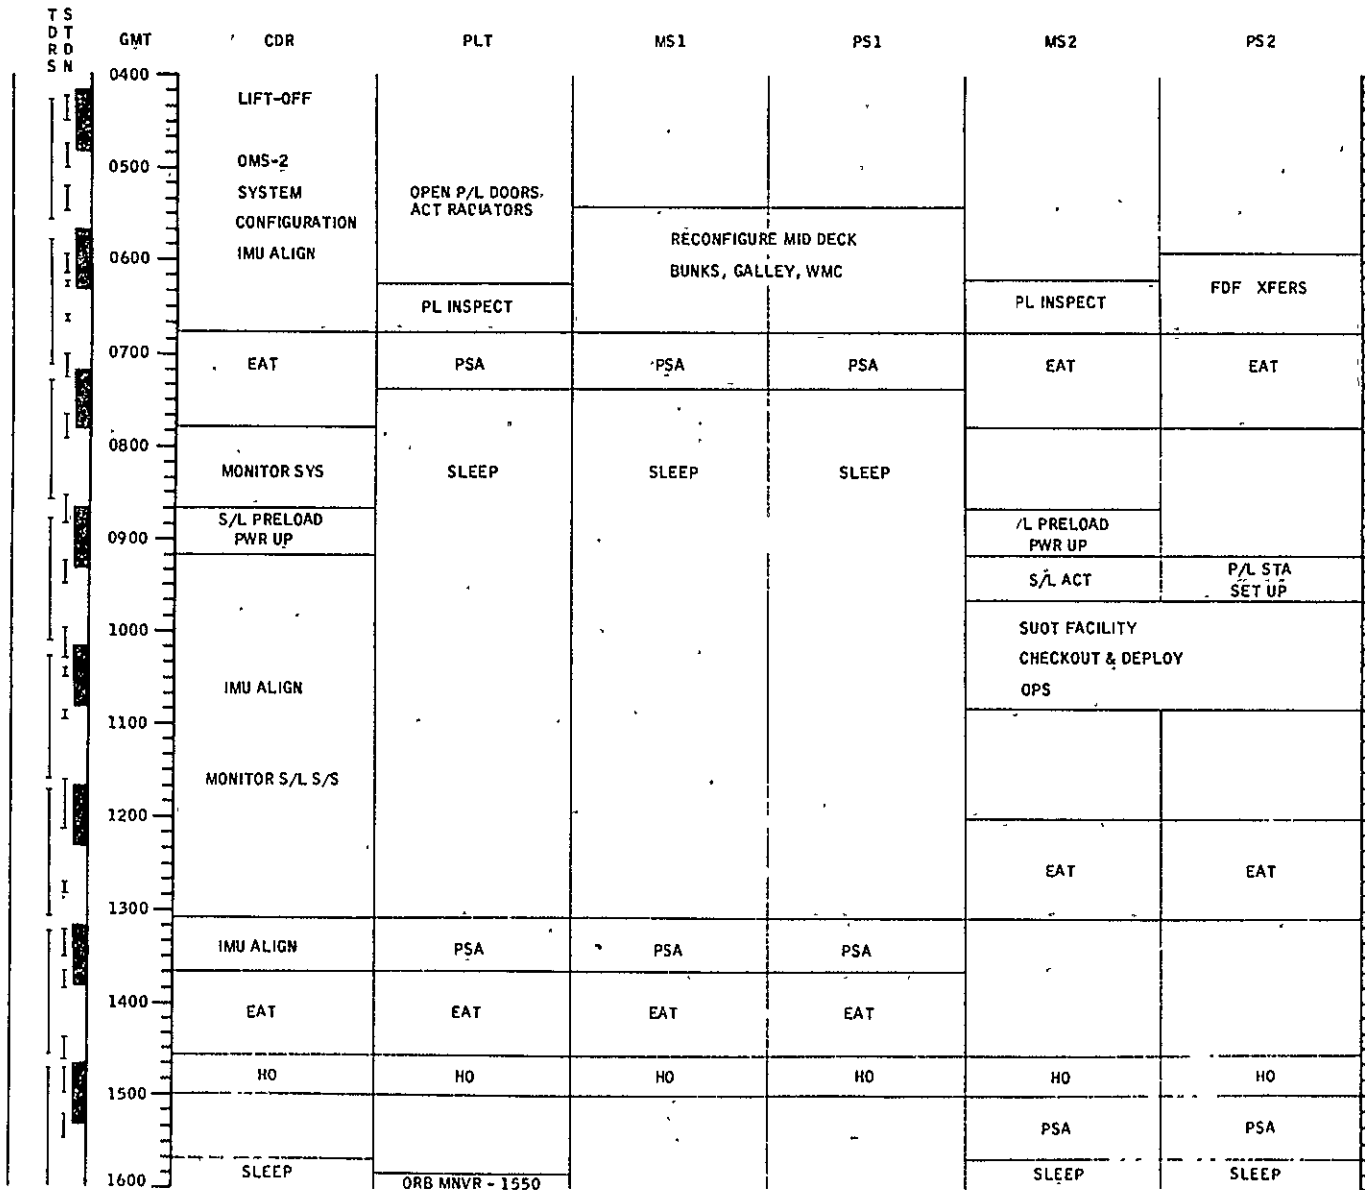 TDRS STDN GMT CDR PLT MS1 PS1 MS2 PS2
0400
LIFT-OFF
0500
OMS-2
SYSTEM
CONFIGURATION
IMU ALIGN
OPEN P/L DOORS,
ACT RADIATORS
RECONFIGURE MID DECK
BUNKS, GALLEY, WMC
0600
PL INSPECT
PL INSPECT
FDF XFERS
0700
EAT PSA PSA PSA EAT EAT
0800
MONITOR SYS SLEEP SLEEP SLEEP
S/L PRELOAD
PWR UP
/L PRELOAD
PWR UP
0900
S/L ACT
P/L STA
SET UP
1000
SUOT FACILITY
CHECKOUT & DEPLOY
OPS
IMU ALIGN
1100
MONITOR S/L S/S
1200
EAT EAT
1300
IMU ALIGN PSA PSA PSA
1400
EAT EAT EAT EAT
HO HO HO HO HO HO
1500
PSA PSA
SLEEP SLEEP SLEEP
1600
ORB MNVR - 1550